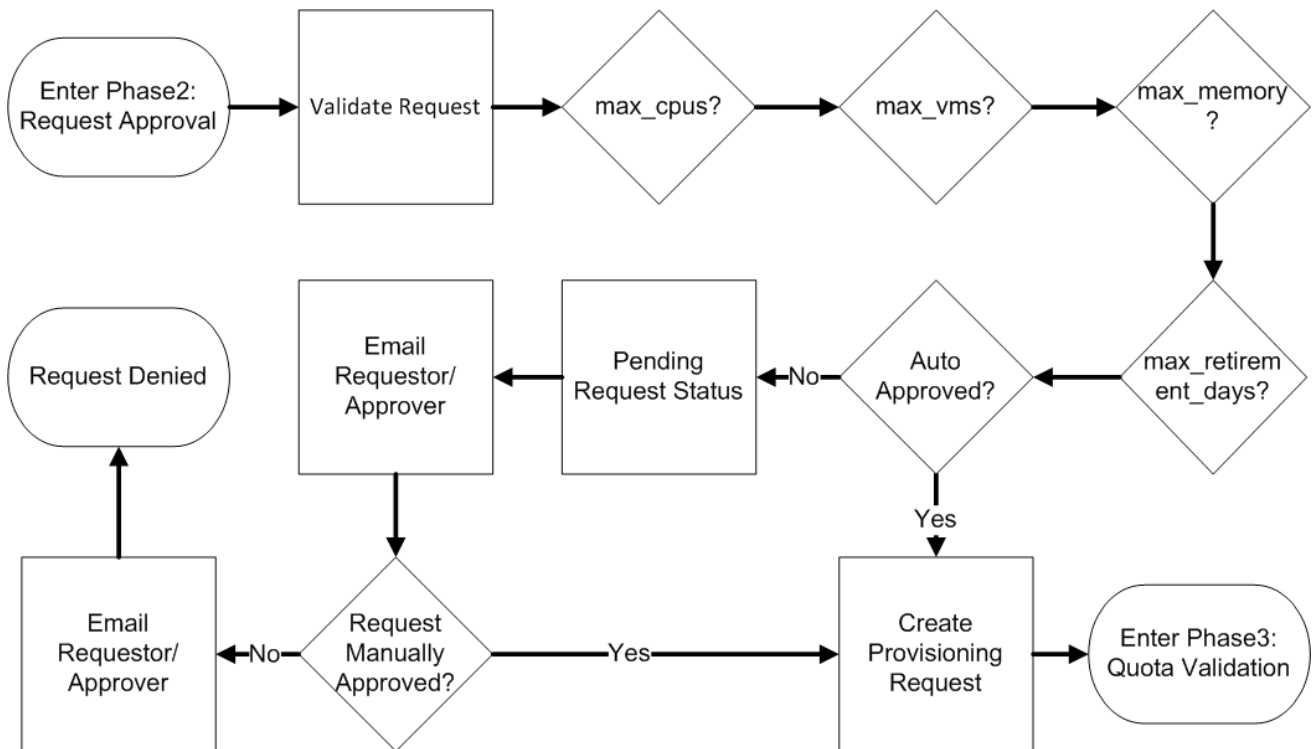 Enter Phase2:
Request Approval
Validate Request
max_cpus?
max_vms?
max_memory
?
Request Denied
Email
Requestor/
Approver
Pending
Request Status
No
Auto
Approved?
max_retirem
ent_days?
Yes
Email
Requestor/
Approver
No
Request
Manually
Approved?
Yes
Create
Provisioning
Request
Enter Phase3:
Quota Validation